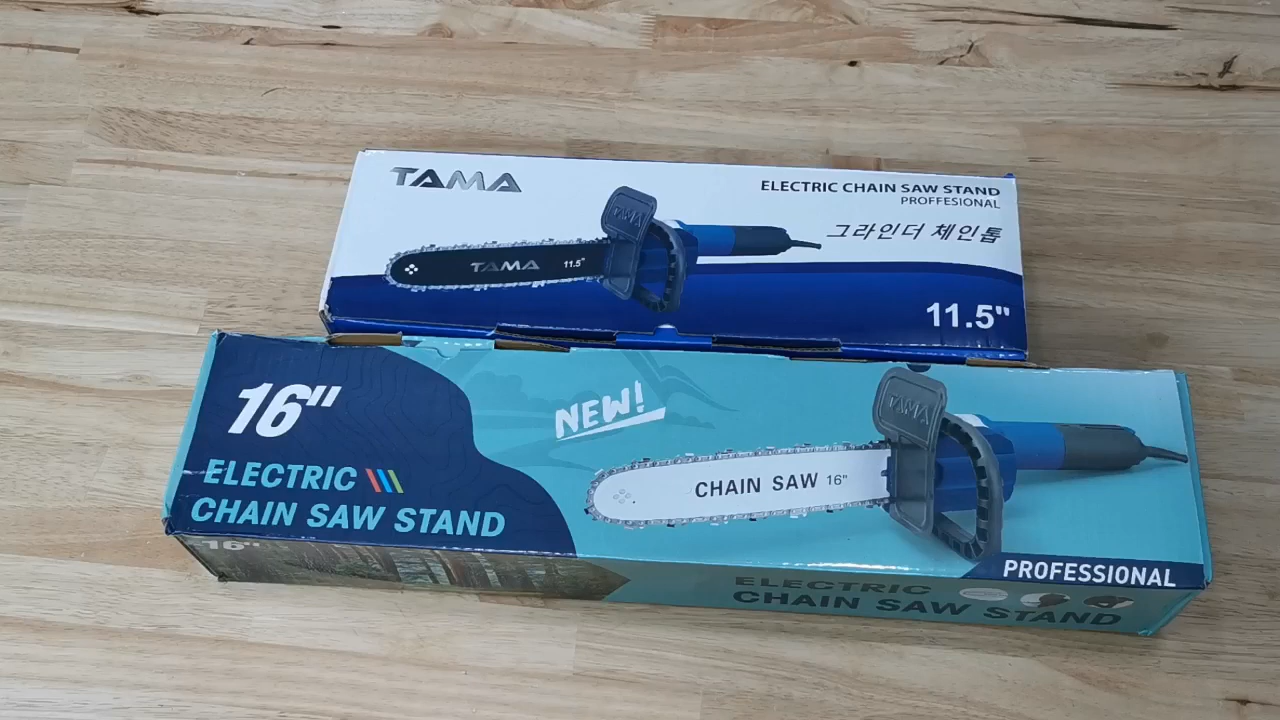 TAMA
ELECTRIC CHAIN SAW STAND
PROFFESIONAL
그라인더 체인톱
TAMA
TAMA 11.5"
11.5"
16"
NEW!
TAMA
ELECTRIC
CHAIN SAW STAND
CHAIN SAW 16"
PROFESSIONAL
16"
ELECTRIC
CHAIN SAW STAND